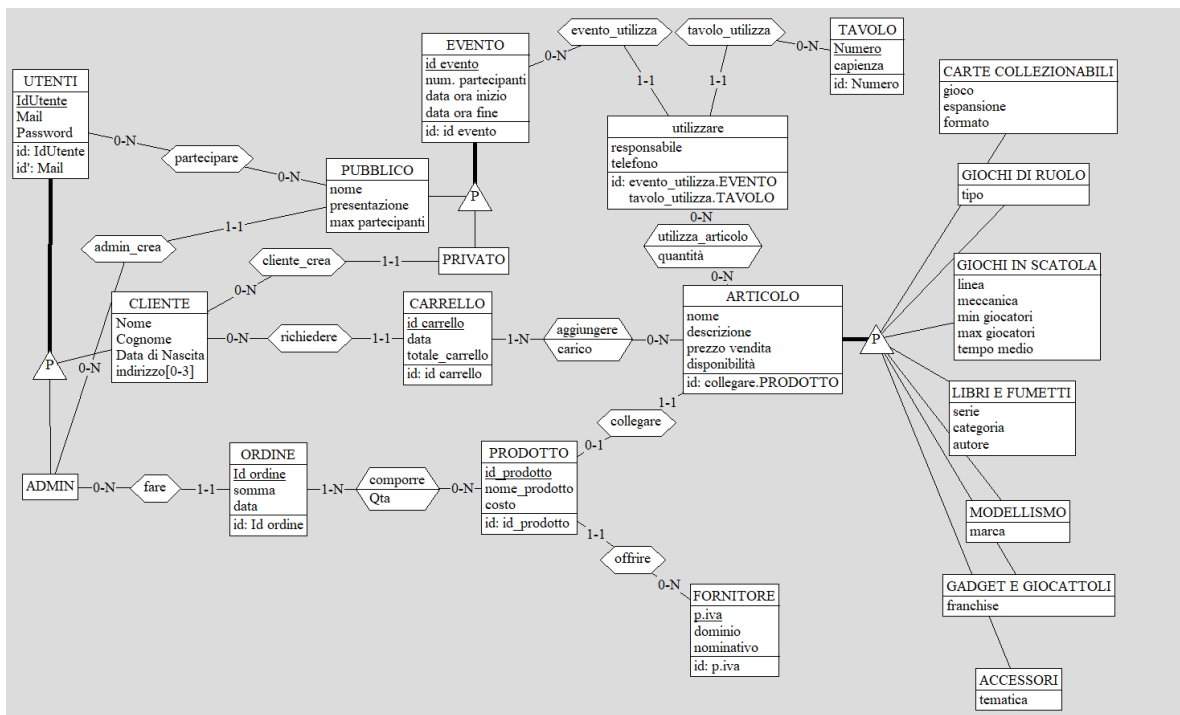 evento_utilizza
tavolo_utilizza
TAVOLO
Numero
capienza
id: Numero
0-N
0-N
EVENTO
id evento
num. partecipanti
data ora inizio
data ora fine
id: id evento
1-1
1-1
UTENTI
IdUtente
Mail
Password
id: IdUtente
id': Mail
CARTE COLLEZIONABILI
gioco
espansione
formato
utilizzare
responsabile
telefono
id: evento_utilizza.EVENTO
tavolo_utilizza.TAVOLO
0-N
partecipare
0-N
PUBBLICO
nome
presentazione
max partecipanti
P
GIOCHI DI RUOLO
tipo
0-N
utilizza_articolo
quantità
0-N
1-1
admin_crea
cliente_crea
1-1
PRIVATO
0-N
GIOCHI IN SCATOLA
linea
meccanica
min giocatori
max giocatori
tempo medio
CLIENTE
Nome
Cognome
Data di Nascita
indirizzo[0-3]
0-N
richiedere
1-1
CARRELLO
id carrello
data
totale_carrello
id: id carrello
1-N
aggiungere
carico
0-N
ARTICOLO
nome
descrizione
prezzo vendita
disponibilità
id: collegare.PRODOTTO
P
P
0-N
1-1
collegare
0-1
LIBRI E FUMETTI
serie
categoria
autore
ADMIN
0-N
fare
1-1
ORDINE
Id ordine
somma
data
id: Id ordine
1-N
comporre
Qta
0-N
PRODOTTO
id_prodotto
nome_prodotto
costo
id: id_prodotto
1-1
offrire
0-N
MODELLISMO
marca
GADGET E GIOCATTOLI
franchise
FORNITORE
p.iva
dominio
nominativo
id: p.iva
ACCESSORI
tematica